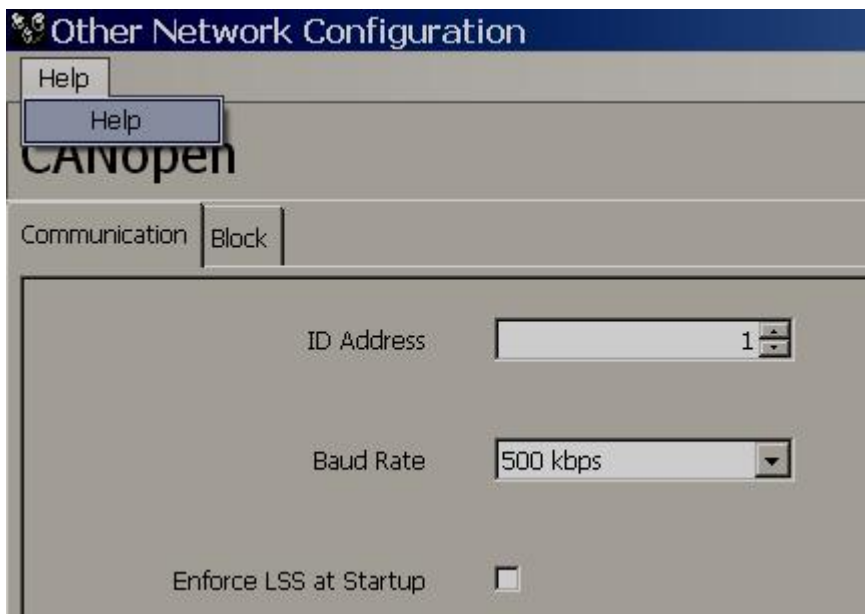 Other Network Configuration
Help
Help
CANopen
Communication Block
ID Address 1
Baud Rate 500 kbps
Enforce LSS at Startup